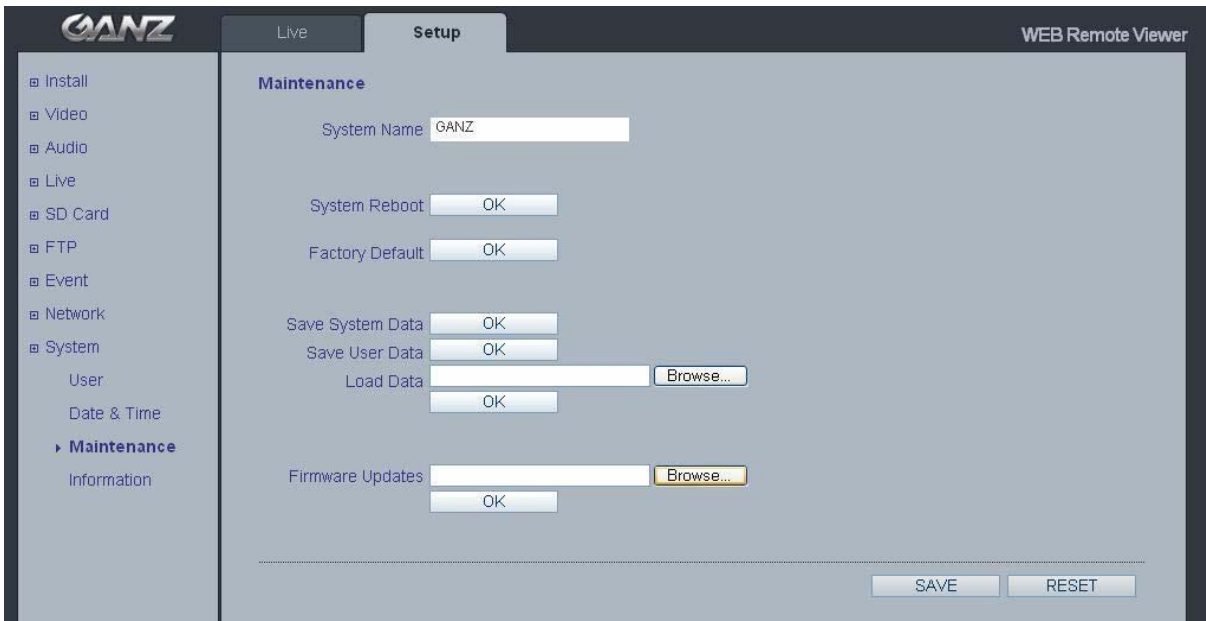 GANZ
Live
Setup
WEB Remote Viewer
Install
Video
Audio
Live
SD Card
FTP
Event
Network
System
User
Date & Time
Maintenance
Information
Maintenance
System Name GANZ
System Reboot OK
Factory Default OK
Save System Data OK
Save User Data OK
Load Data Browse...
OK
Firmware Updates Browse...
OK
SAVE RESET